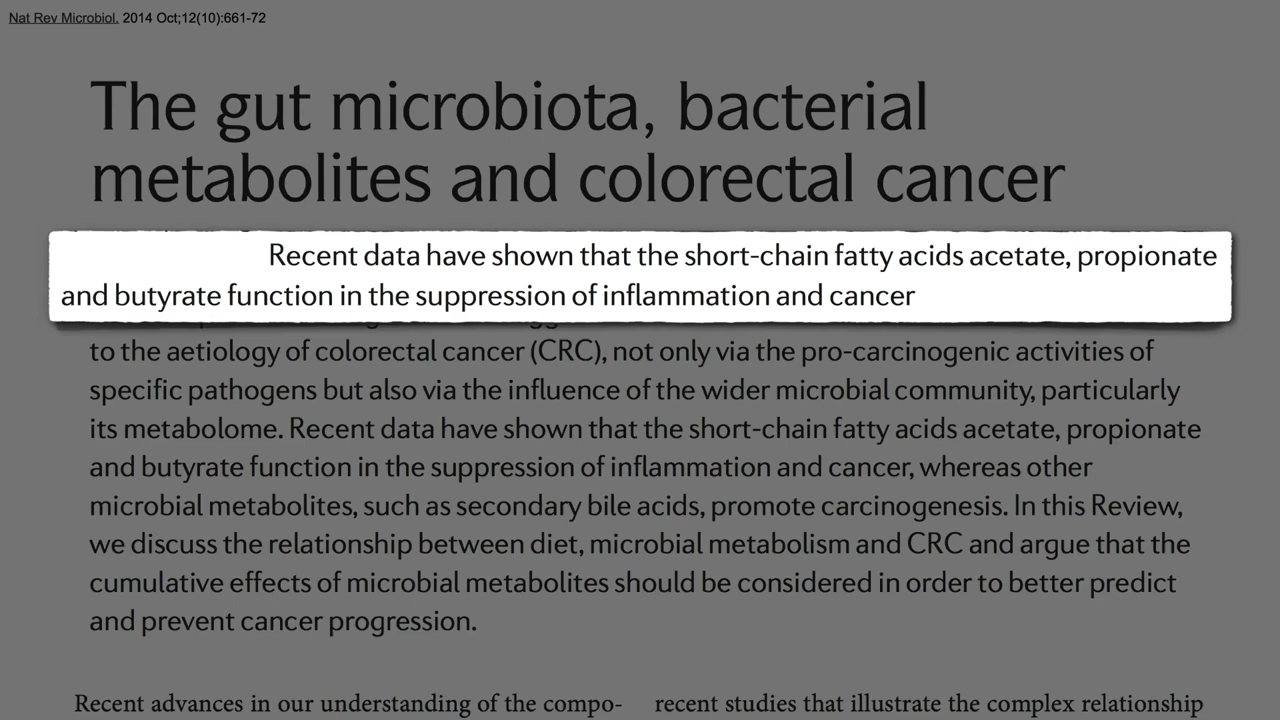 Nat Rev Microbiol. 2014 Oct;12(10):661-72
The gut microbiota, bacterial
metabolites and colorectal cancer
Recent data have shown that the short-chain fatty acids acetate, propionate
and butyrate function in the suppression of inflammation and cancer
to the aetiology of colorectal cancer (CRC), not only via the pro-carcinogenic activities of
specific pathogens but also via the influence of the wider microbial community, particularly
its metabolome. Recent data have shown that the short-chain fatty acids acetate, propionate
and butyrate function in the suppression of inflammation and cancer, whereas other
microbial metabolites, such as secondary bile acids, promote carcinogenesis. In this Review,
we discuss the relationship between diet, microbial metabolism and CRC and argue that the
cumulative effects of microbial metabolites should be considered in order to better predict
and prevent cancer progression.
Recent advances in our understanding of the compo-
recent studies that illustrate the complex relationship